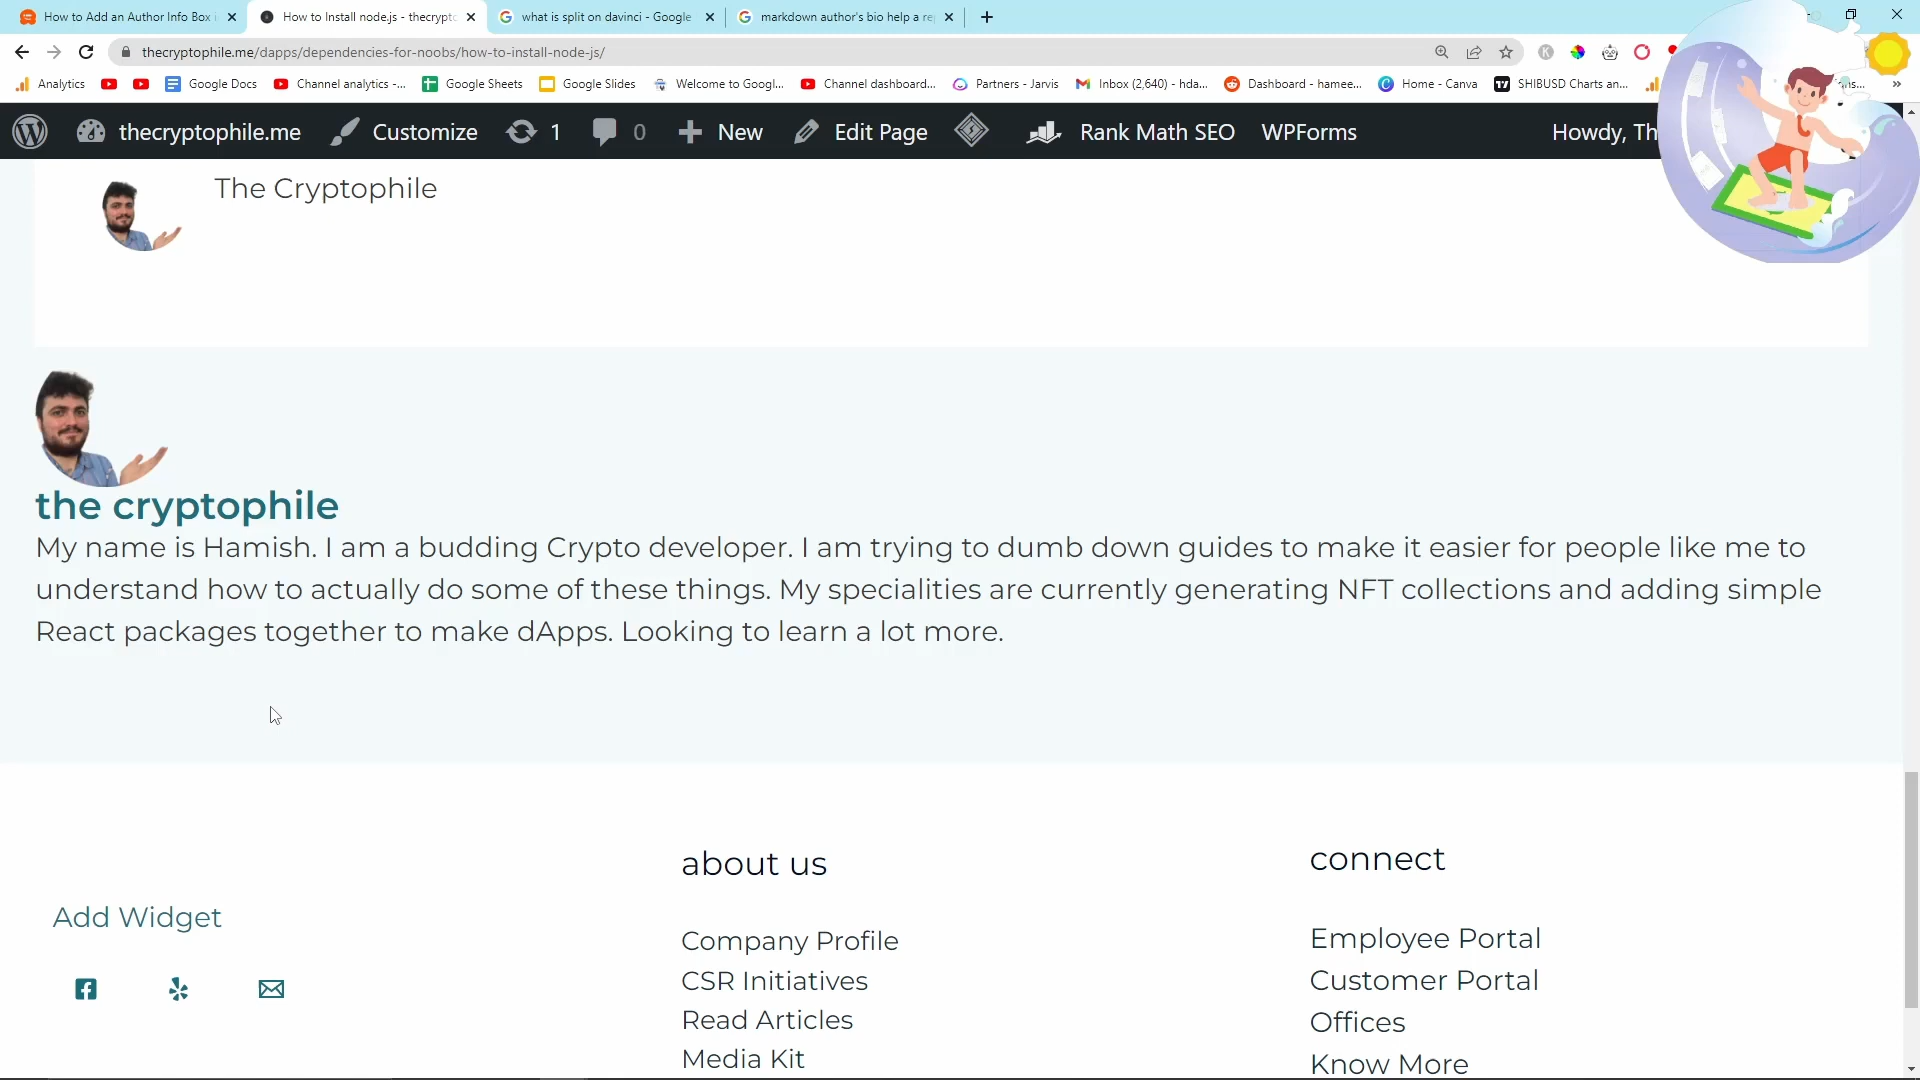 How to Add an Author Info Box i
How to Install node.js - thecrypto
what is split on davinci - Google
markdown author's bio help a re
thecryptophile.me/dapps/dependencies-for-noobs/how-to-install-node-js/
Analytics
Google Docs
Channel analytics -...
Google Sheets
Google Slides
Welcome to Googl...
Channel dashboard...
Partners - Jarvis
Inbox (2,640) - hda...
Dashboard - hamee...
Home - Canva
SHIBUSD Charts an...
thecryptophile.me
Customize
1
0
New
Edit Page
Rank Math SEO
WPForms
Howdy, Th
The Cryptophile
the cryptophile
My name is Hamish. I am a budding Crypto developer. I am trying to dumb down guides to make it easier for people like me to
understand how to actually do some of these things. My specialities are currently generating NFT collections and adding simple
React packages together to make dApps. Looking to learn a lot more.
about us
connect
Add Widget
Company Profile
Employee Portal
CSR Initiatives
Customer Portal
Read Articles
Offices
Media Kit
Know More